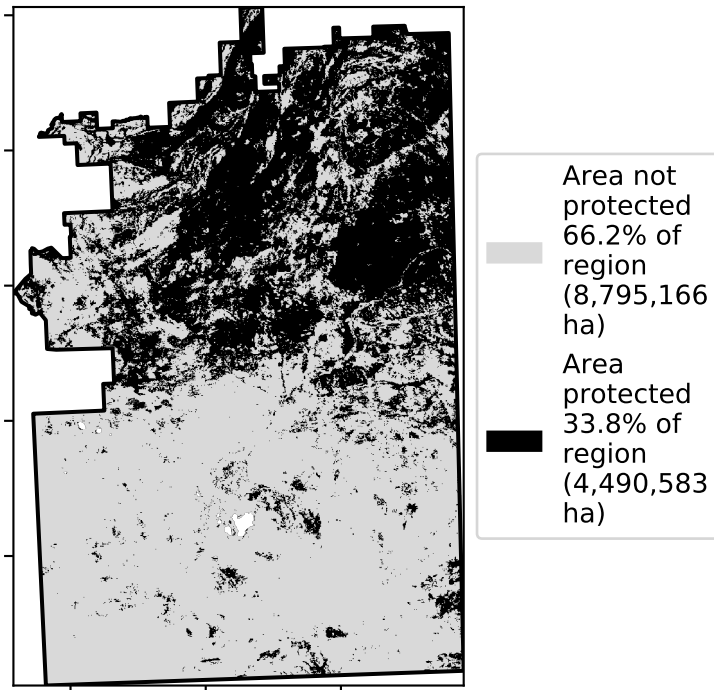 Area not
protected
66.2% of
region
(8,795,166
ha)
Area
protected
33.8% of
region
(4,490,583
ha)